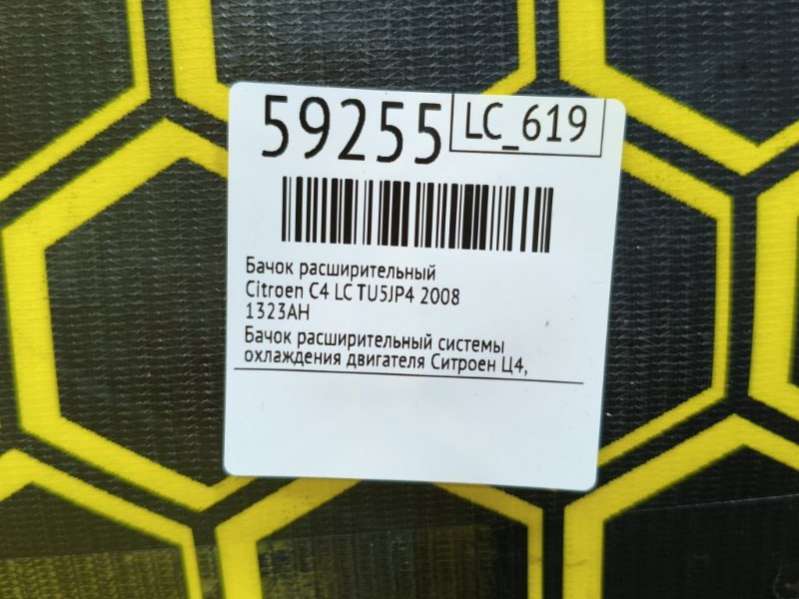 59255 LC_619
Бачок расширительный
Citroen C4 LC TU5JP4 2008
1323AH
Бачок расширительный системы
охлаждения двигателя Ситроен Ц4,